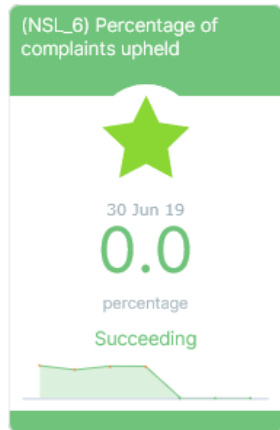 (NSL_6) Percentage of
complaints upheld
30 Jun 19
0.0
percentage
Succeeding